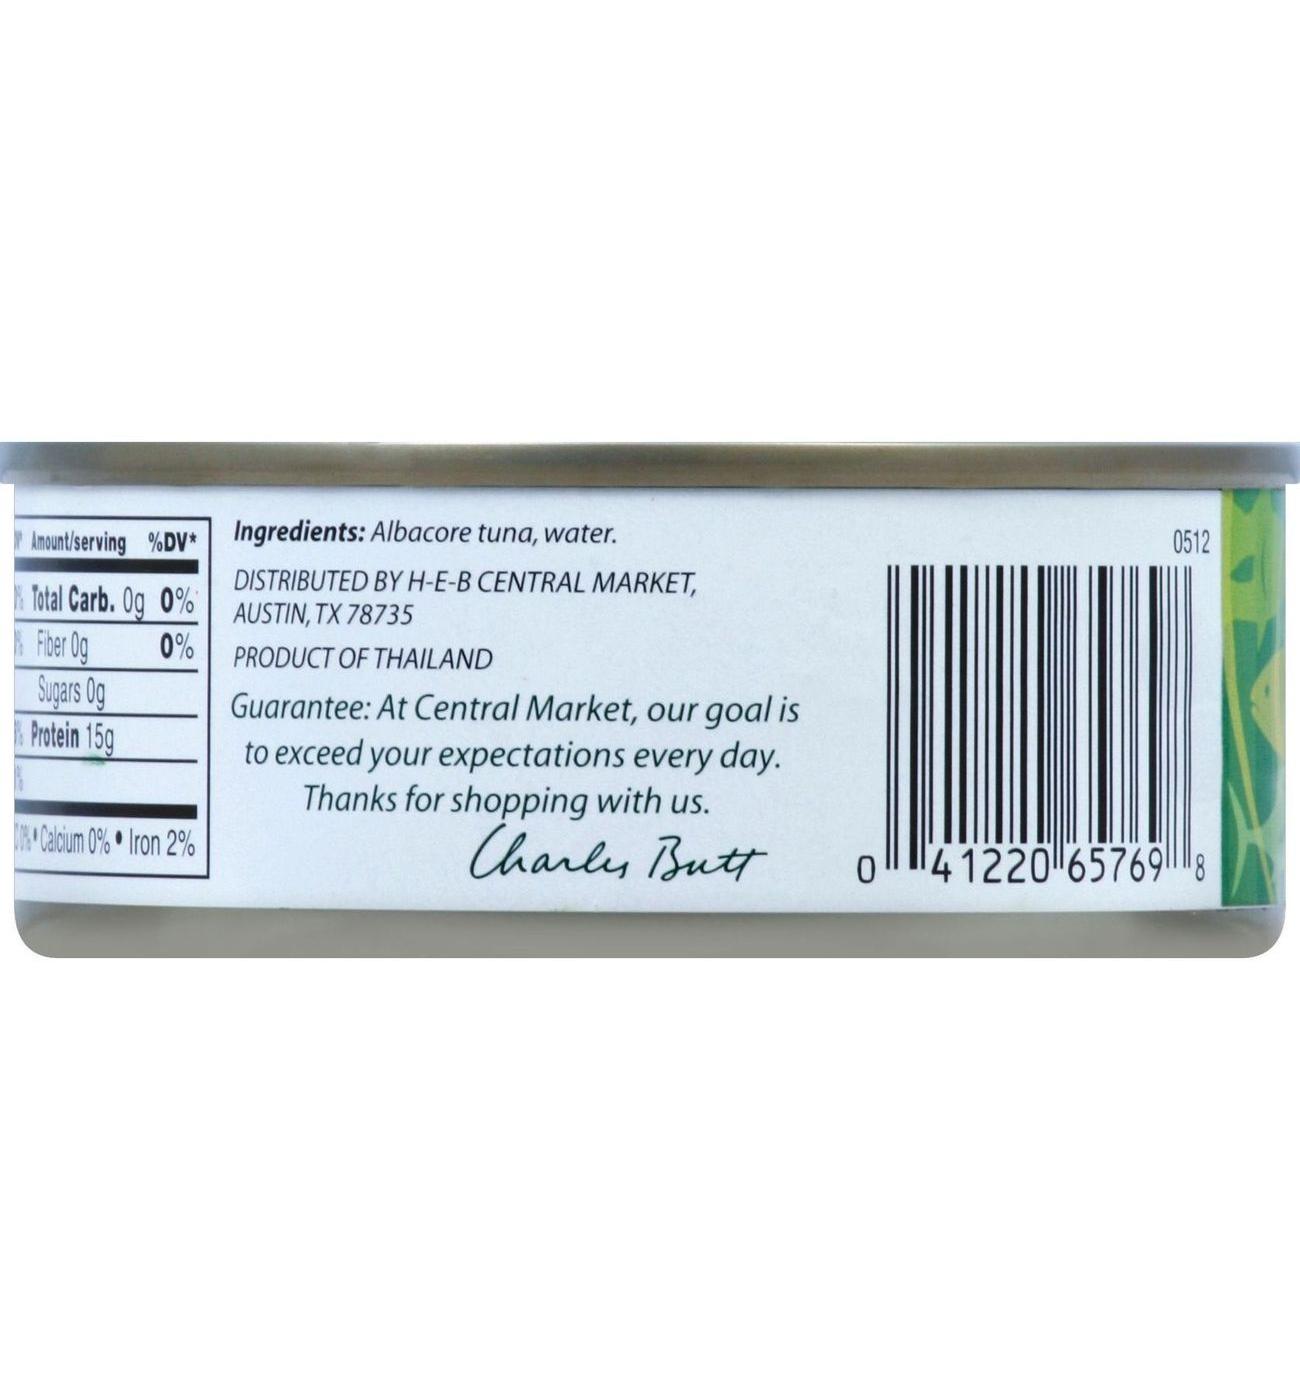 Amount/serving %DV*
Total Carb. 0g 0%
Fiber 0g 0%
Sugars 0g
Protein 15g
0% • Calcium 0% • Iron 2%
Ingredients: Albacore tuna, water.
DISTRIBUTED BY H-E-B CENTRAL MARKET,
AUSTIN, TX 78735
PRODUCT OF THAILAND
Guarantee: At Central Market, our goal is
to exceed your expectations every day.
Thanks for shopping with us.
Charles Butt
0512
0 41220 65769 8